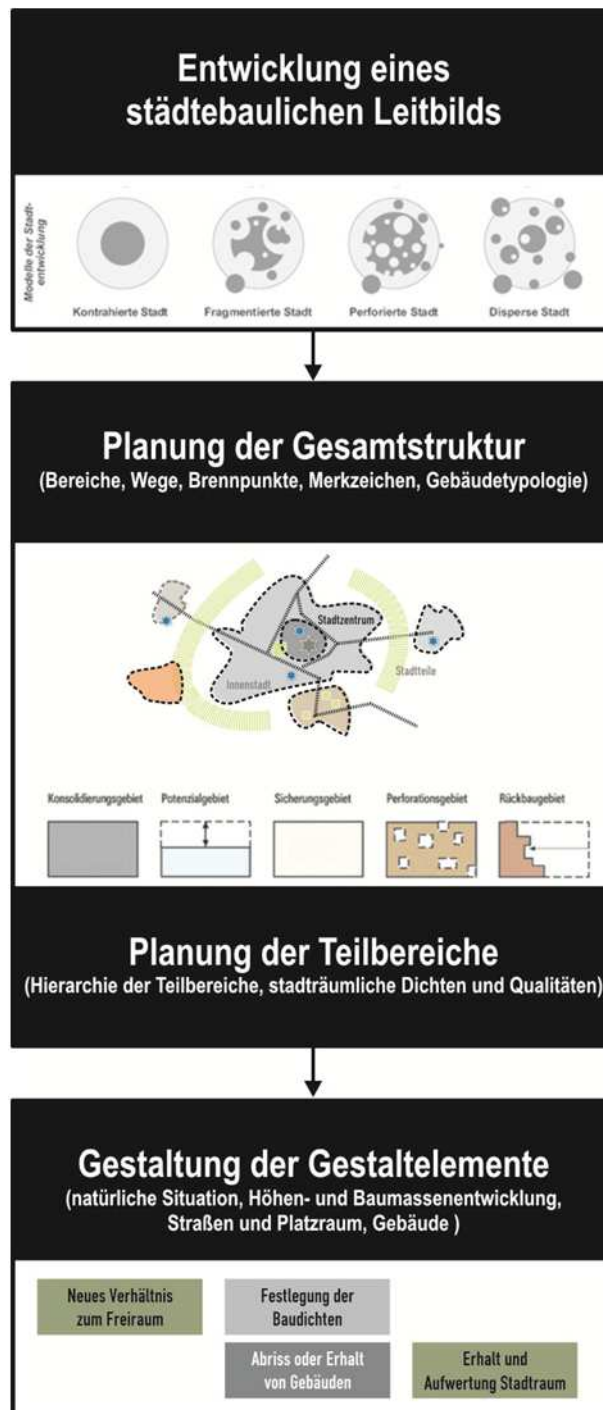 Entwicklung eines
städtebaulichen Leitbilds
Modelle der Stadt-
entwicklung
Kontrahierte Stadt
Fragmentierte Stadt
Perforierte Stadt
Disperse Stadt
Planung der Gesamtstruktur
(Bereiche, Wege, Brennpunkte, Merkzeichen, Gebäudetypologie)
Stadtzentrum
Innenstadt
Stadtteile
Konsolidierungsgebiet
Potenzialgebiet
Sicherungsgebiet
Perforationsgebiet
Rückbaugebiet
Planung der Teilbereiche
(Hierarchie der Teilbereiche, stadträumliche Dichten und Qualitäten)
Gestaltung der Gestaltelemente
(natürliche Situation, Höhen- und Baumassenentwicklung,
Straßen und Platzraum, Gebäude )
Neues Verhältnis
zum Freiraum
Festlegung der
Baudichten
Abriss oder Erhalt
von Gebäuden
Erhalt und
Aufwertung Stadtraum